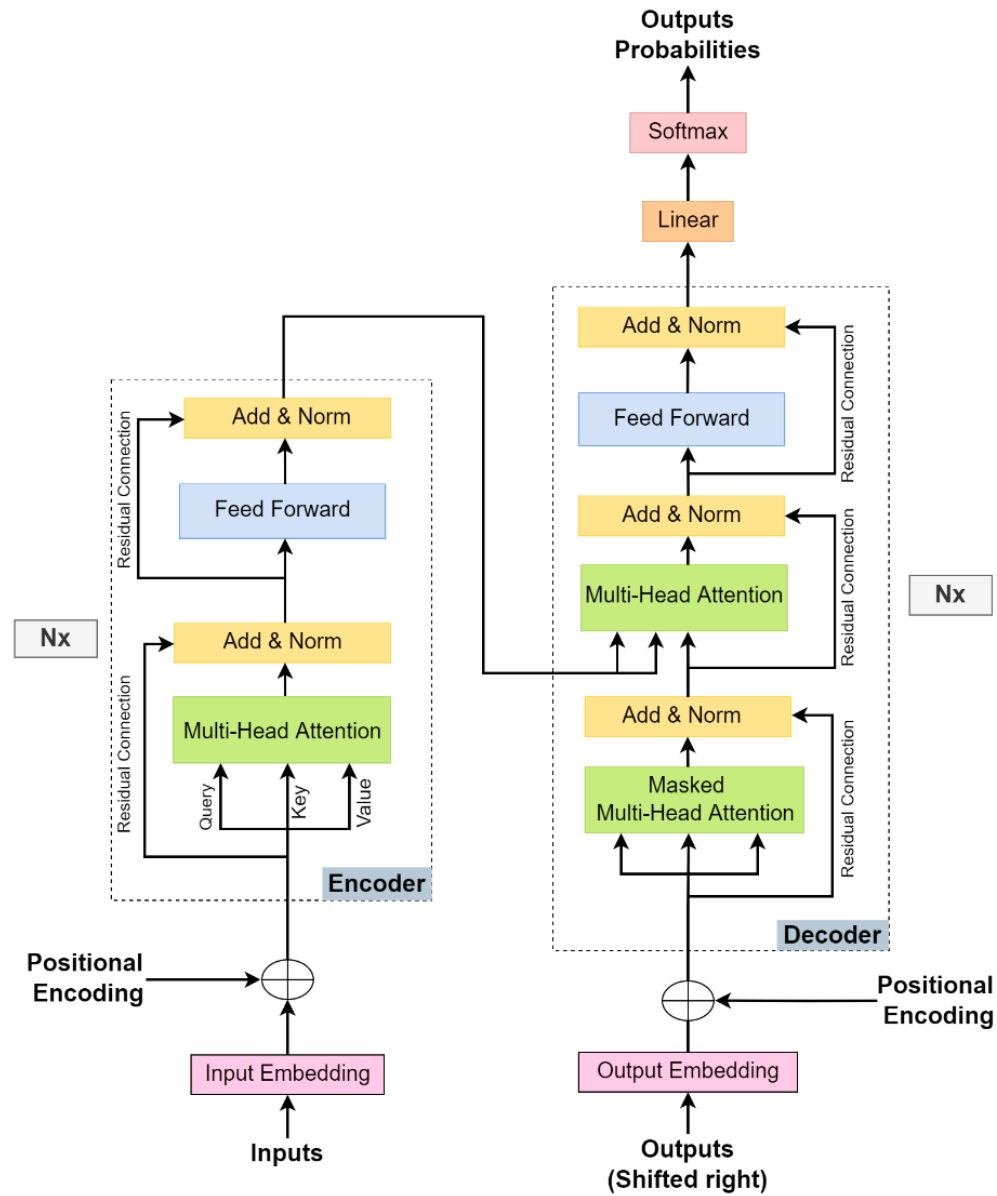 Outputs
Probabilities
Softmax
Linear
Add & Norm
Residual Connection
Feed Forward
Add & Norm
Residual Connection
Multi-Head Attention
Nx
Add & Norm
Residual Connection
Masked
Multi-Head Attention
Decoder
Positional
Encoding
Output Embedding
Outputs
(Shifted right)
Add & Norm
Residual Connection
Feed Forward
Nx
Add & Norm
Residual Connection
Multi-Head Attention
Query
Key
Value
Encoder
Positional
Encoding
Input Embedding
Inputs